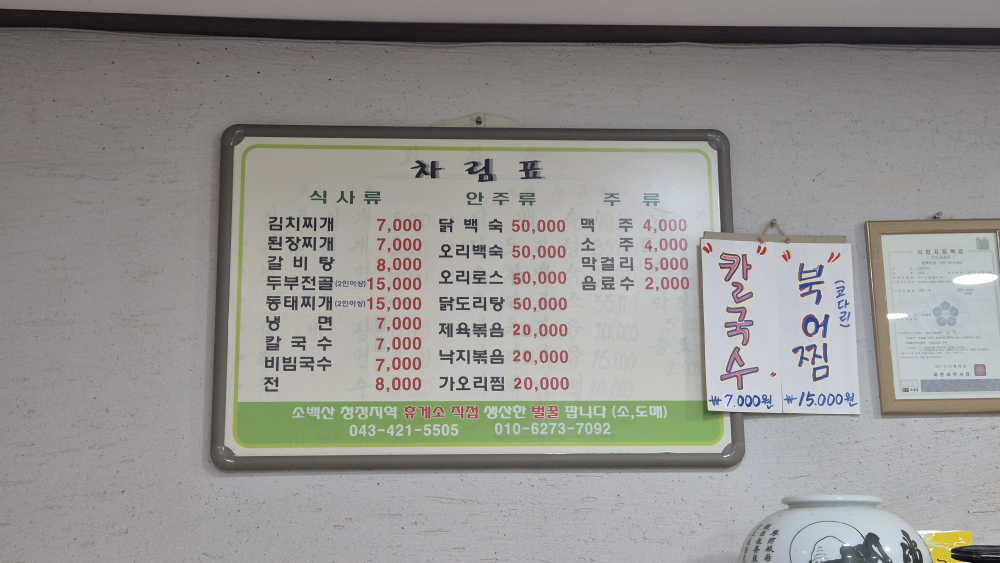 차림표
식사류
김치찌개 7,000
된장찌개 7,000
갈비탕 8,000
두부전골(2인이상) 15,000
동태찌개(2인이상) 15,000
냉면 7,000
칼국수 7,000
비빔국수 7,000
전 8,000
안주류
닭백숙 50,000
오리백숙 50,000
오리로스 50,000
닭도리탕 50,000
제육볶음 20,000
낙지볶음 20,000
가오리찜 20,000
주류
맥주 4,000
소주 4,000
막걸리 5,000
음료수 2,000
소백산 청정지역 휴게소 직접 생산한 벌꿀 팝니다 (소,도매)
043-421-5505 010-6273-7092
칼국수
₩7,000원
북어찜
(코다리)
₩15.000원
사업자등록증